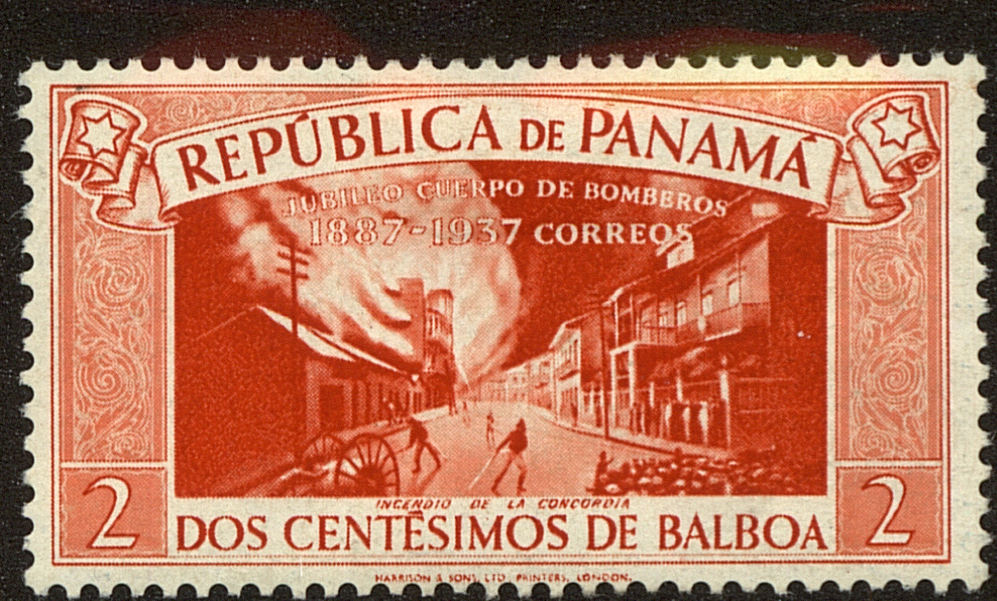 REPÚBLICA DE PANAMÁ
JUBILEO CUERPO DE BOMBEROS
1887-1937 CORREOS
INCENDIO DE LA CONCORDIA
2 DOS CENTÉSIMOS DE BALBOA 2
HARRISON & SONS, LTD. PRINTERS, LONDON.